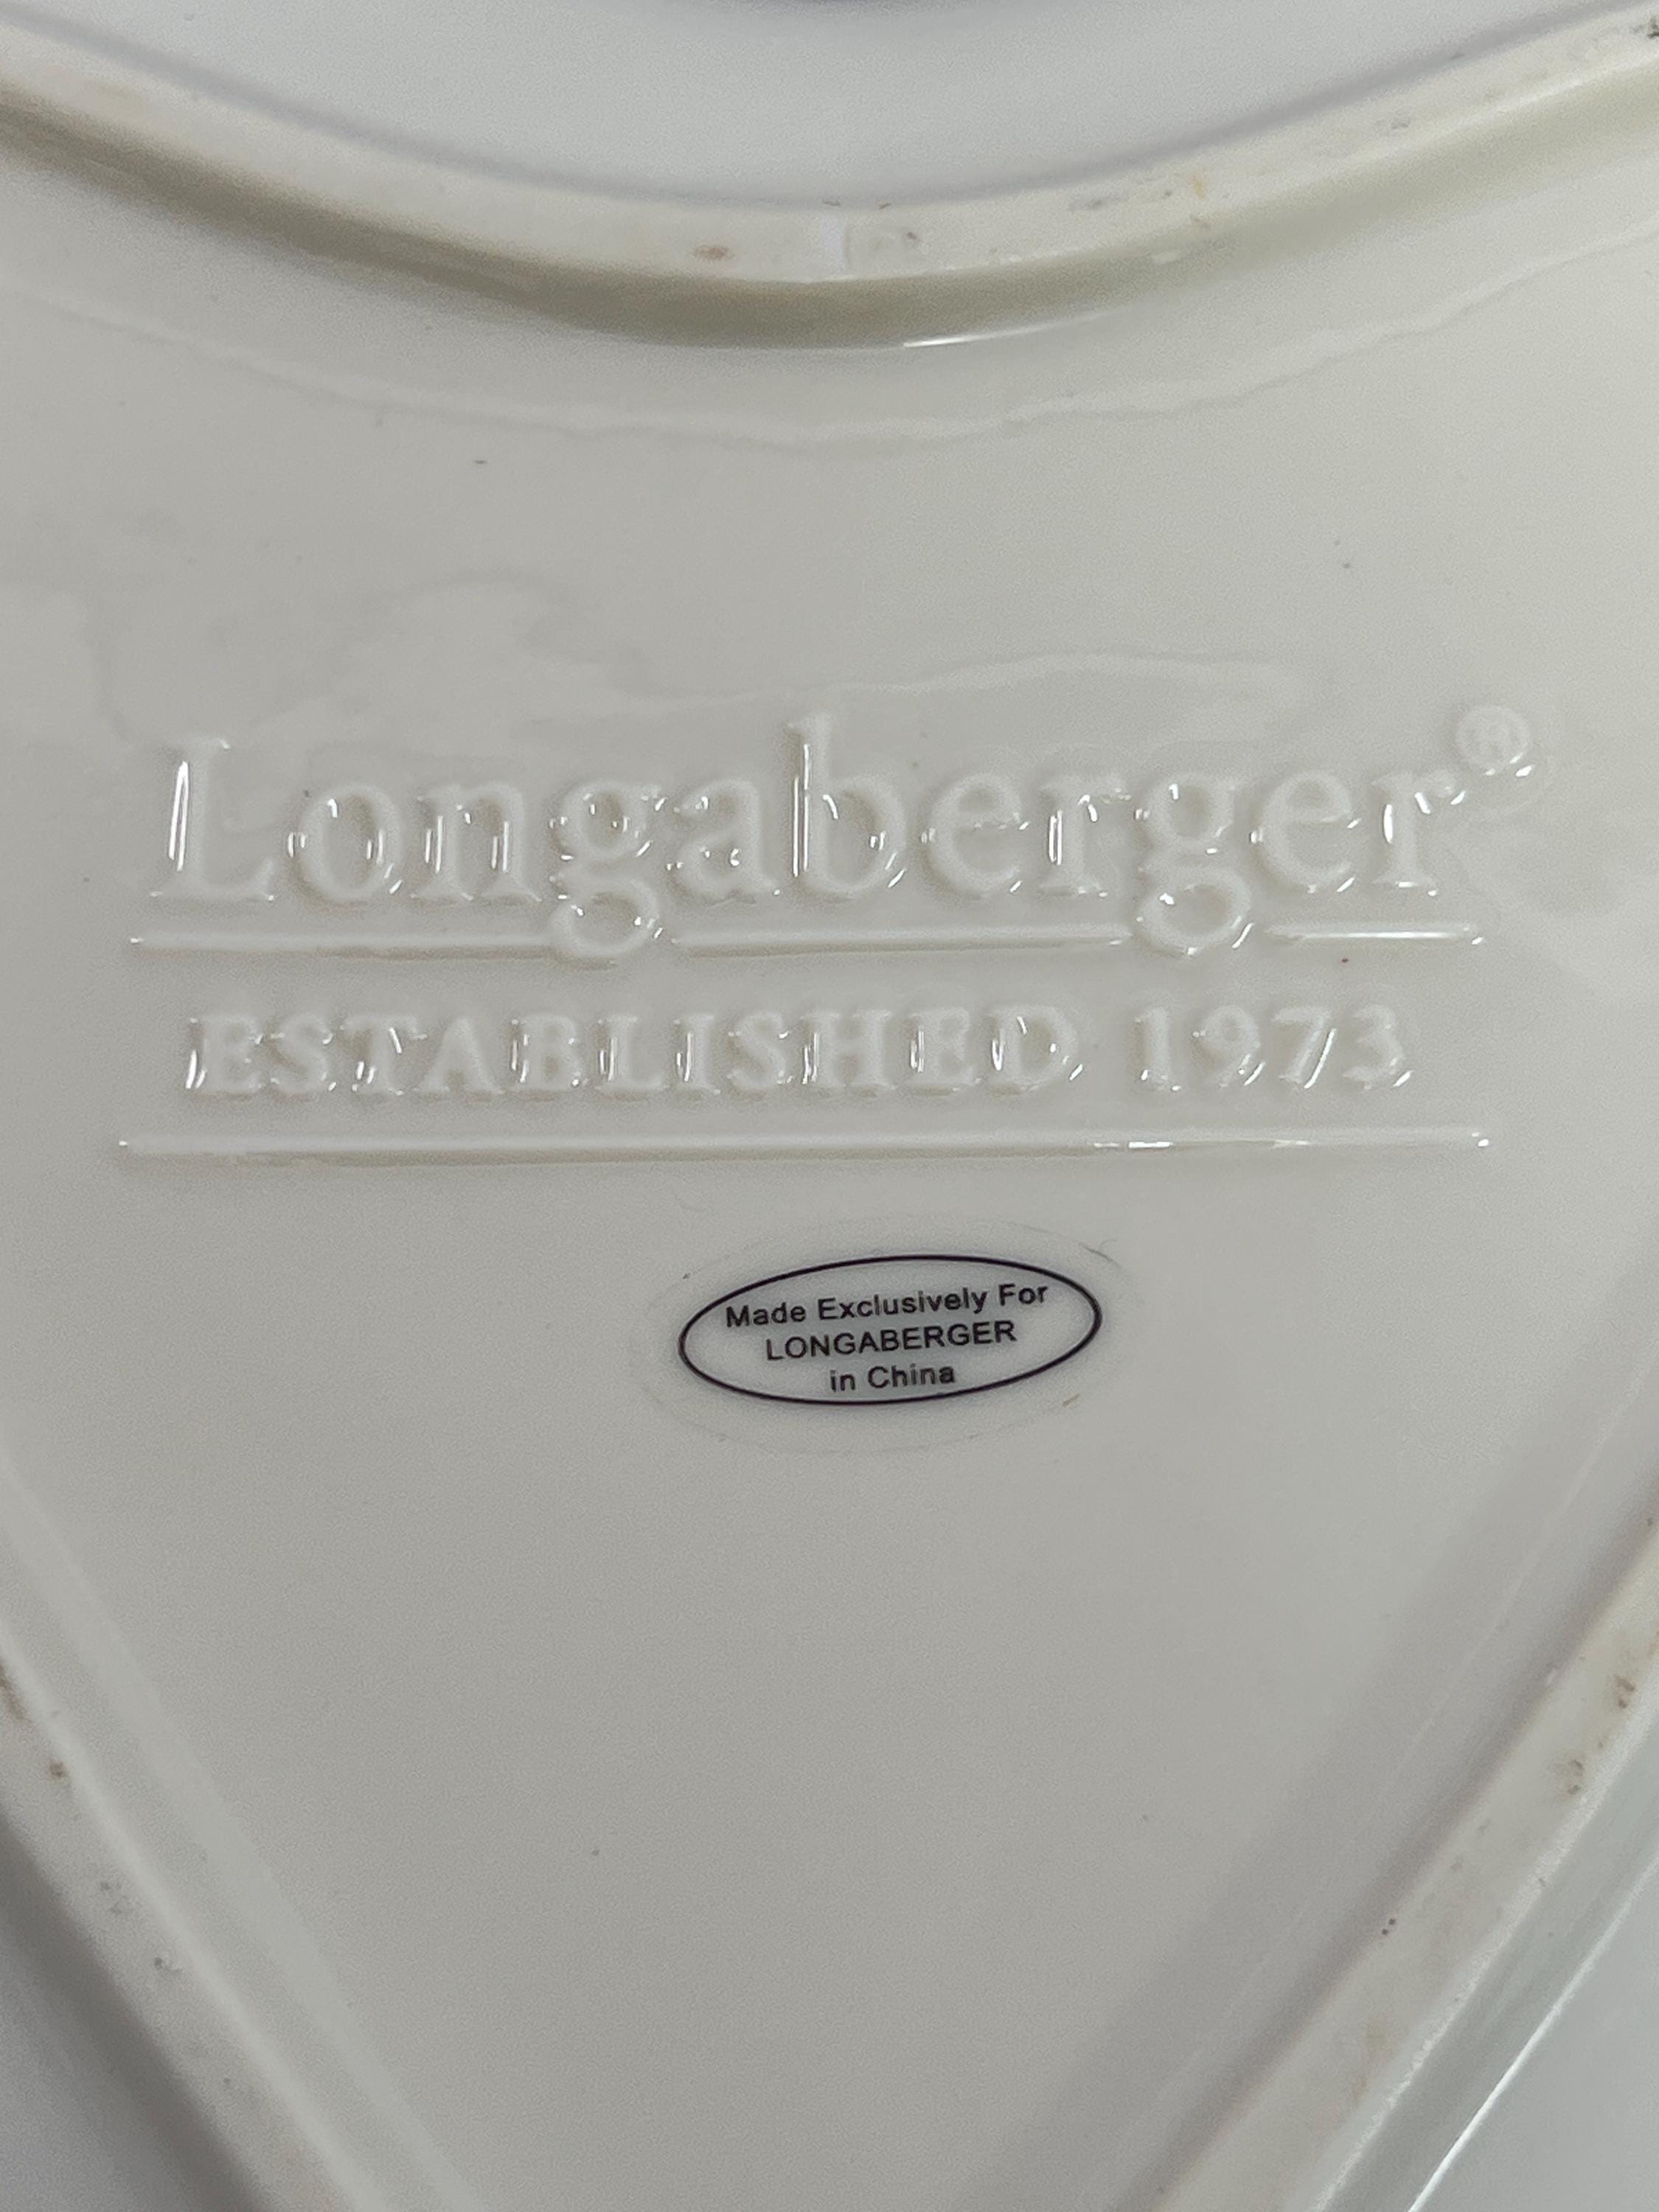 Longaberger®
ESTABLISHED 1973
Made Exclusively For
LONGABERGER
in China